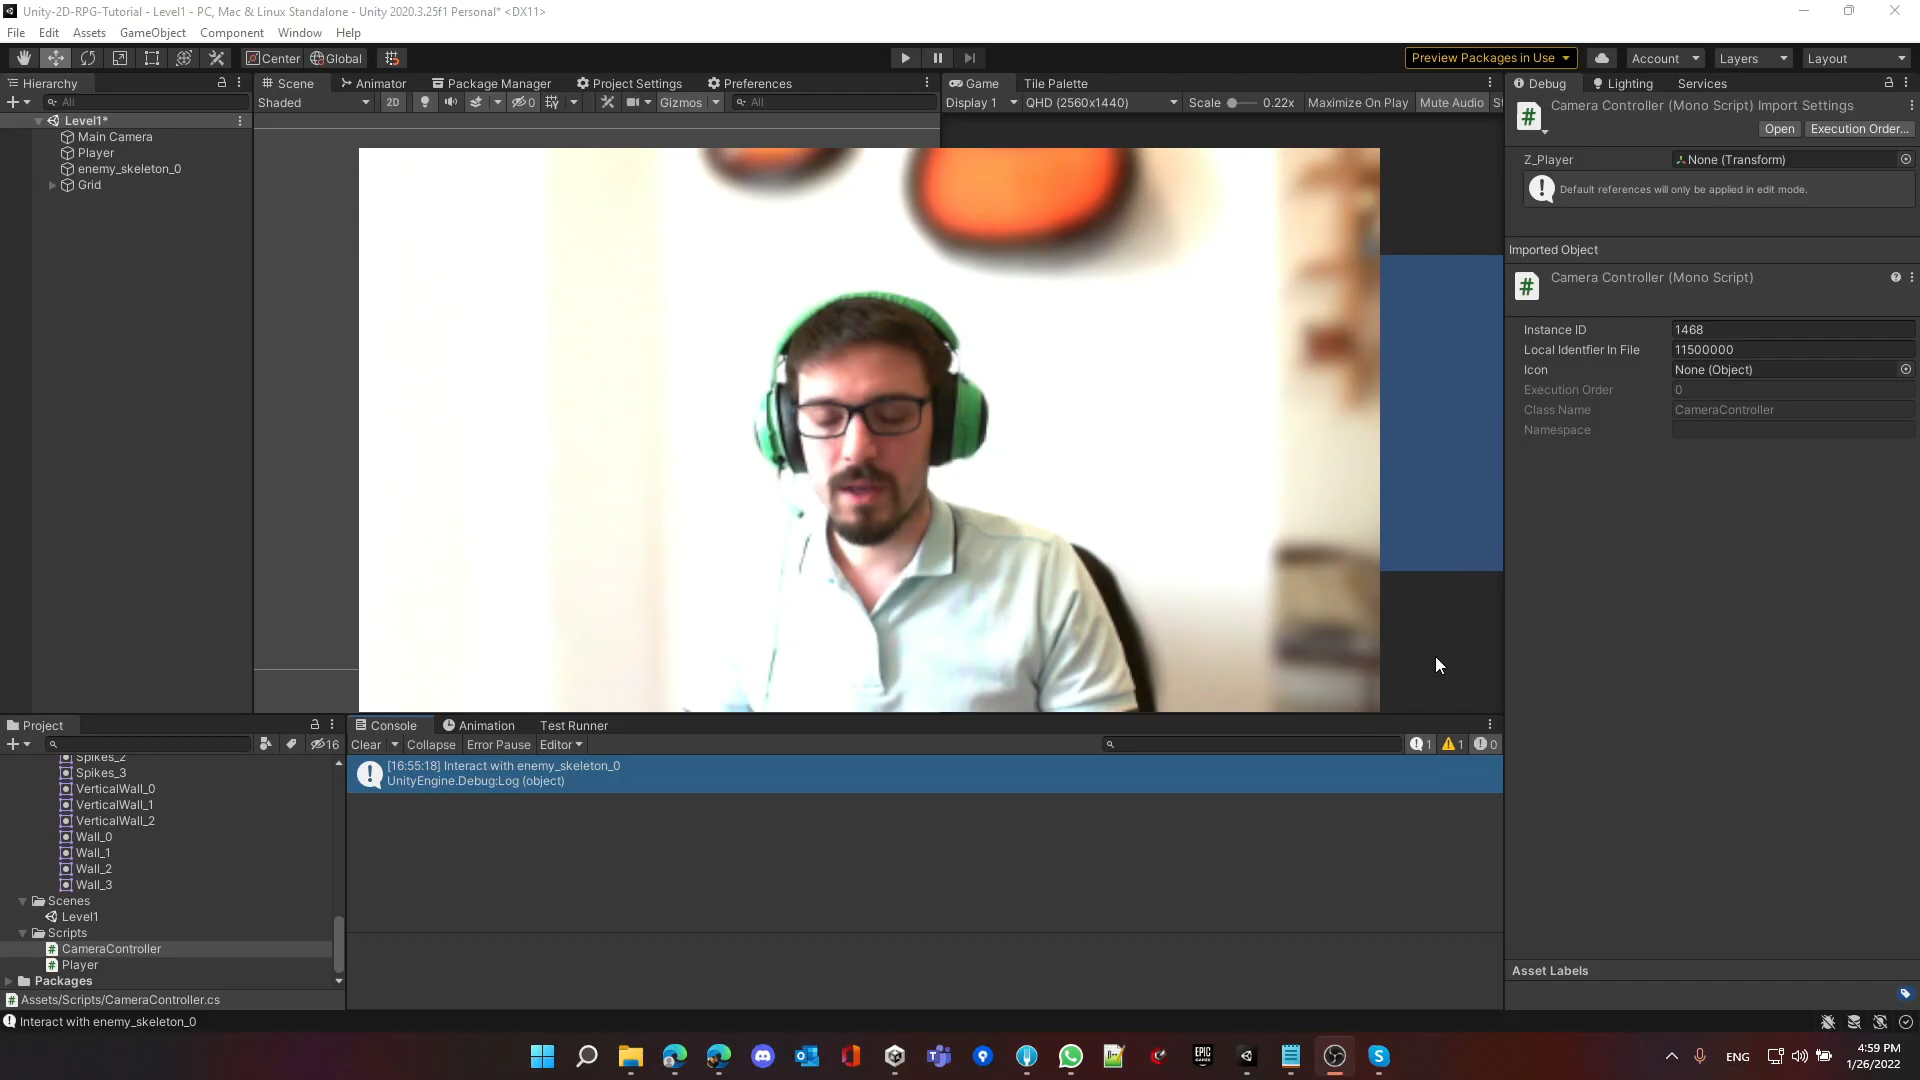 Unity-2D-RPG-Tutorial - Level1 - PC, Mac & Linux Standalone - Unity 2020.3.25f1 Personal* <DX11>
File Edit Assets GameObject Component Window Help
Center Global Preview Packages in Use Account Layers Layout
Hierarchy Scene Animator Package Manager Project Settings Preferences Game Tile Palette Debug Lighting Services
All Shaded 2D 0 Gizmos All Display 1 QHD (2560x1440) Scale 0.22x Maximize On Play Mute Audio
Level1*
Main Camera
Player
enemy_skeleton_0
Grid
Camera Controller (Mono Script) Import Settings
Open Execution Order...
Z_Player None (Transform)
Default references will only be applied in edit mode.
Imported Object
Camera Controller (Mono Script)
Instance ID 1468
Local Identfier In File 11500000
Icon None (Object)
Execution Order 0
Class Name CameraController
Namespace
Asset Labels
Project Console Animation Test Runner
16 Clear Collapse Error Pause Editor 1 1 0
[16:55:18] Interact with enemy_skeleton_0
UnityEngine.Debug:Log (object)
Spikes_2
Spikes_3
VerticalWall_0
VerticalWall_1
VerticalWall_2
Wall_0
Wall_1
Wall_2
Wall_3
Scenes
Level1
Scripts
CameraController
Player
Packages
Assets/Scripts/CameraController.cs
Interact with enemy_skeleton_0
EPIC GAMES
ENG
4:59 PM
1/26/2022